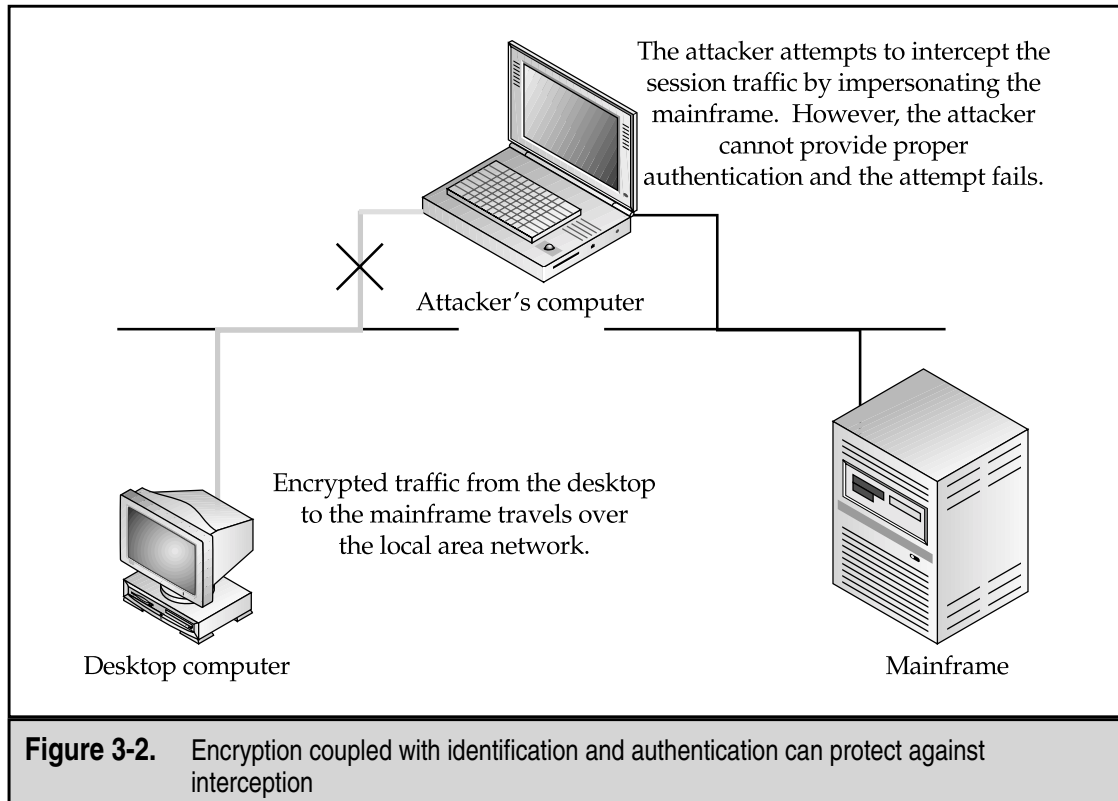 The attacker attempts to intercept the
session traffic by impersonating the
mainframe. However, the attacker
cannot provide proper
authentication and the attempt fails.
Attacker's computer
Encrypted traffic from the desktop
to the mainframe travels over
the local area network.
Desktop computer
Mainframe
Figure 3-2. Encryption coupled with identification and authentication can protect against
interception